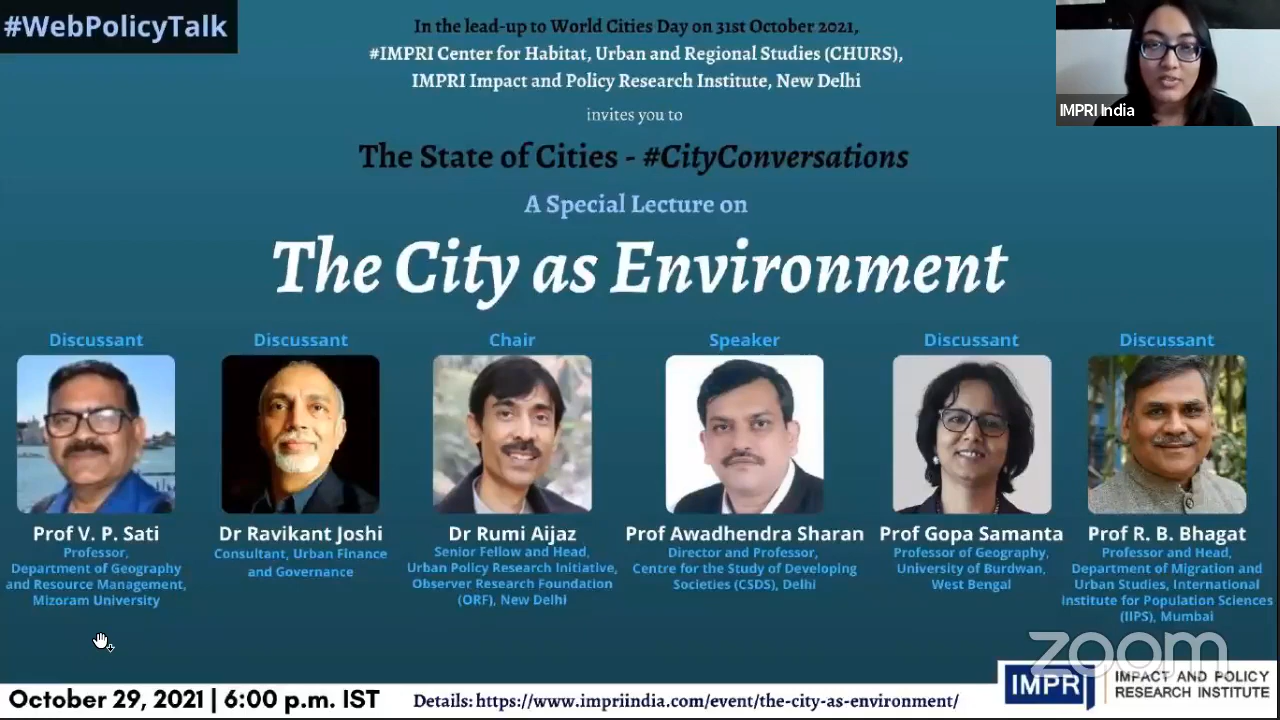 #WebPolicyTalk
In the lead-up to World Cities Day on 31st October 2021,
#IMPRI Center for Habitat, Urban and Regional Studies (CHURS),
IMPRI Impact and Policy Research Institute, New Delhi
IMPRI India
invites you to
The State of Cities - #CityConversations
A Special Lecture on
The City as Environment
Discussant
Discussant
Chair
Speaker
Discussant
Discussant
Prof V. P. Sati
Professor,
Department of Geography
and Resource Management,
Mizoram University
Dr Ravikant Joshi
Consultant, Urban Finance
and Governance
Dr Rumi Aijaz
Senior Fellow and Head,
Urban Policy Research Initiative,
Observer Research Foundation
(ORF), New Delhi
Prof Awadhendra Sharan
Director and Professor,
Centre for the Study of Developing
Societies (CSDS), Delhi
Prof Gopa Samanta
Professor of Geography,
University of Burdwan,
West Bengal
Prof R. B. Bhagat
Professor and Head,
Department of Migration and
Urban Studies, International
Institute for Population Sciences
(IIPS), Mumbai
zoom
October 29, 2021 | 6:00 p.m. IST
Details: https://www.impriindia.com/event/the-city-as-environment/
IMPRI
IMPACT AND POLICY
RESEARCH INSTITUTE